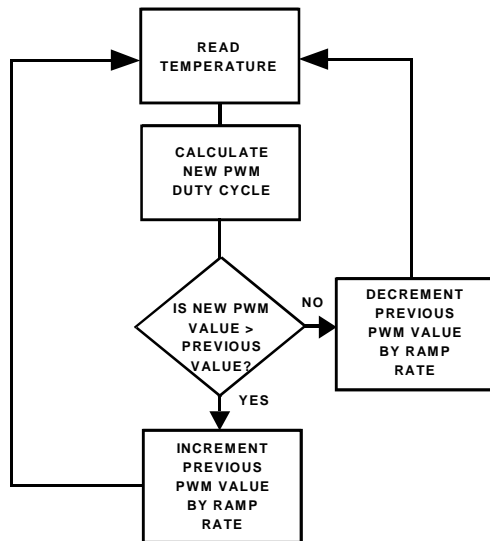 READ
TEMPERATURE
CALCULATE
NEW PWM
DUTY CYCLE
IS NEW PWM
VALUE >
PREVIOUS
VALUE?
NO
DECREMENT
PREVIOUS
PWM VALUE
BY RAMP
RATE
YES
INCREMENT
PREVIOUS
PWM VALUE
BY RAMP
RATE